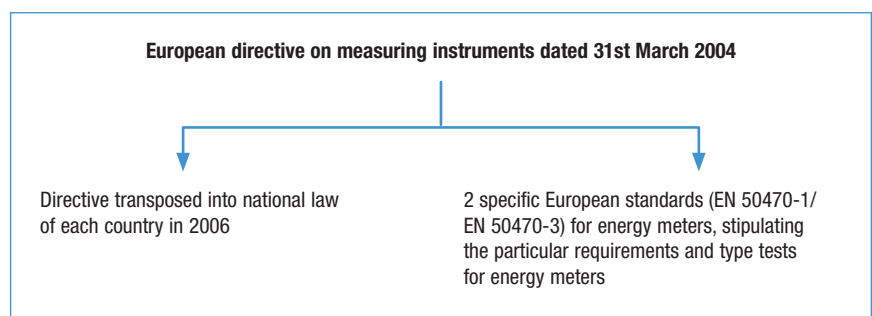 European directive on measuring instruments dated 31st March 2004
Directive transposed into national law
of each country in 2006
2 specific European standards (EN 50470-1/
EN 50470-3) for energy meters, stipulating
the particular requirements and type tests
for energy meters